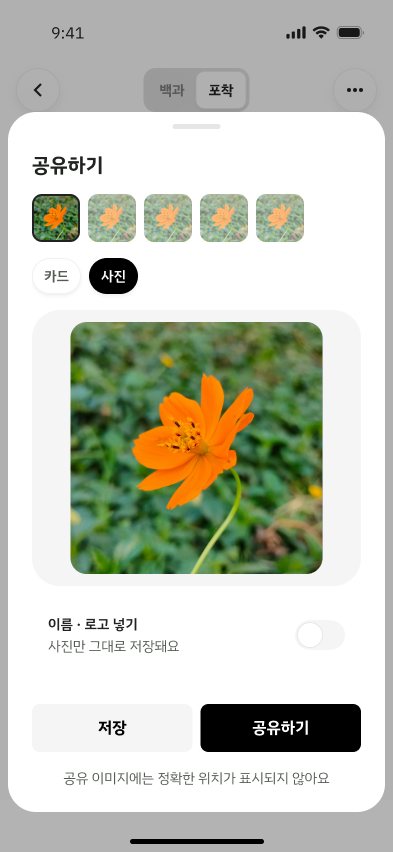 9:41
백과 포착
공유하기
카드 사진
이름 · 로고 넣기
사진만 그대로 저장돼요
저장 공유하기
공유 이미지에는 정확한 위치가 표시되지 않아요